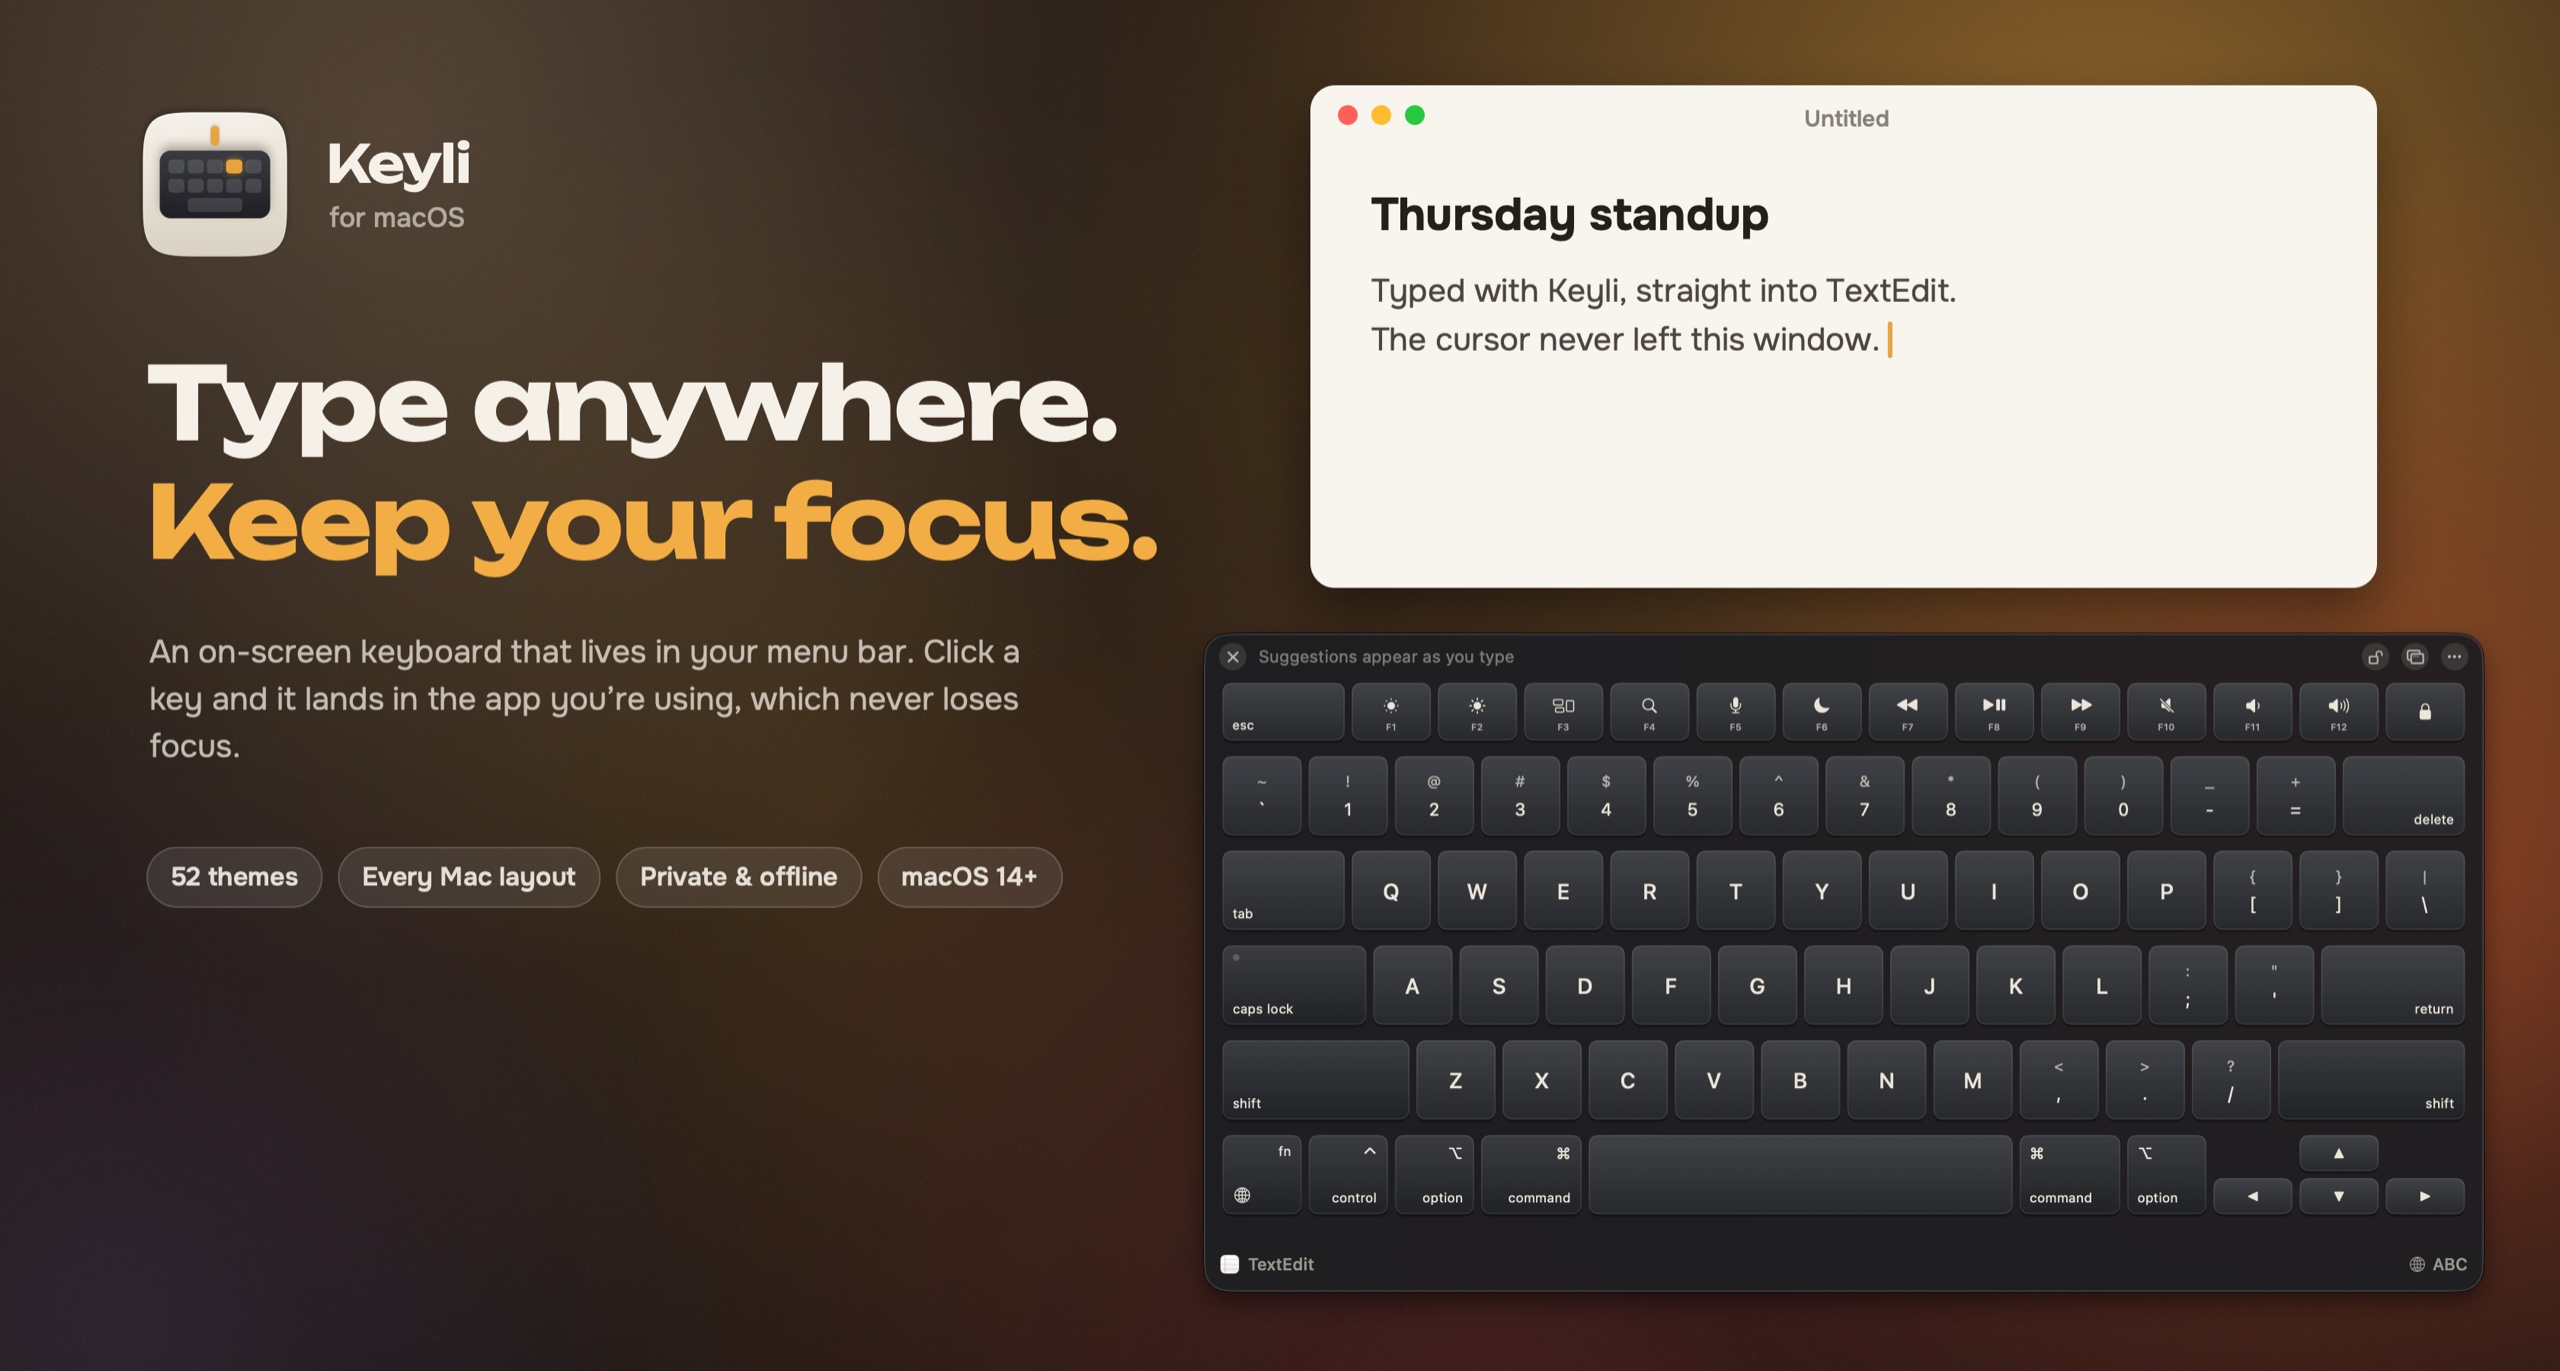 Keyli
for macOS
Type anywhere.
Keep your focus.
An on-screen keyboard that lives in your menu bar. Click a
key and it lands in the app you’re using, which never loses
focus.
52 themes
Every Mac layout
Private & offline
macOS 14+
Untitled
Thursday standup
Typed with Keyli, straight into TextEdit.
The cursor never left this window.
Suggestions appear as you type
esc F1 F2 F3 F4 F5 F6 F7 F8 F9 F10 F11 F12
~ ! @ # $ % ^ & * ( ) _ +
` 1 2 3 4 5 6 7 8 9 0 - = delete
{ } |
tab Q W E R T Y U I O P [ ] \
: "
caps lock A S D F G H J K L ; ' return
< > ?
shift Z X C V B N M , . / shift
fn ^ ⌥ ⌘ ⌘ ⌥ ▲
control option command command option ◀ ▼ ▶
TextEdit
ABC